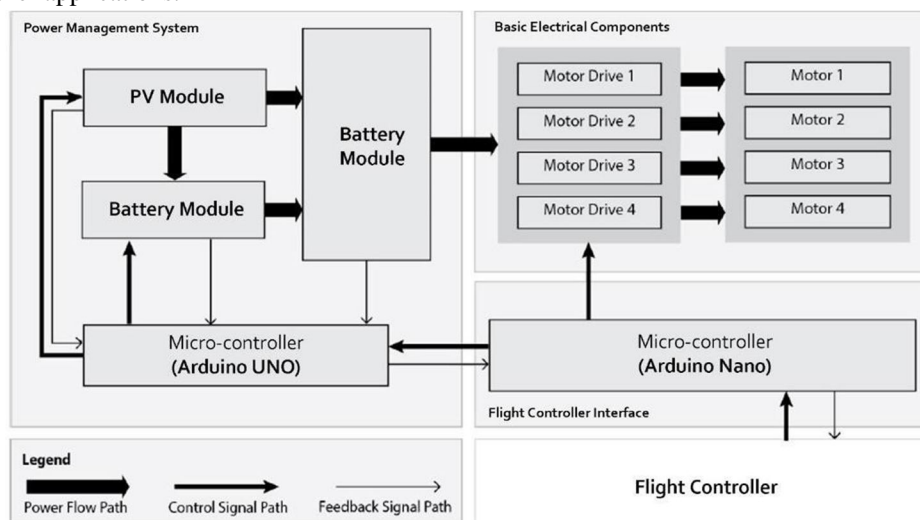 Power Management System
PV Module
Battery
Module
Battery Module
Micro-controller
(Arduino UNO)
Basic Electrical Components
Motor Drive 1
Motor 1
Motor Drive 2
Motor 2
Motor Drive 3
Motor 3
Motor Drive 4
Motor 4
Micro-controller
(Arduino Nano)
Flight Controller Interface
Legend
Power Flow Path
Control Signal Path
Feedback Signal Path
Flight Controller